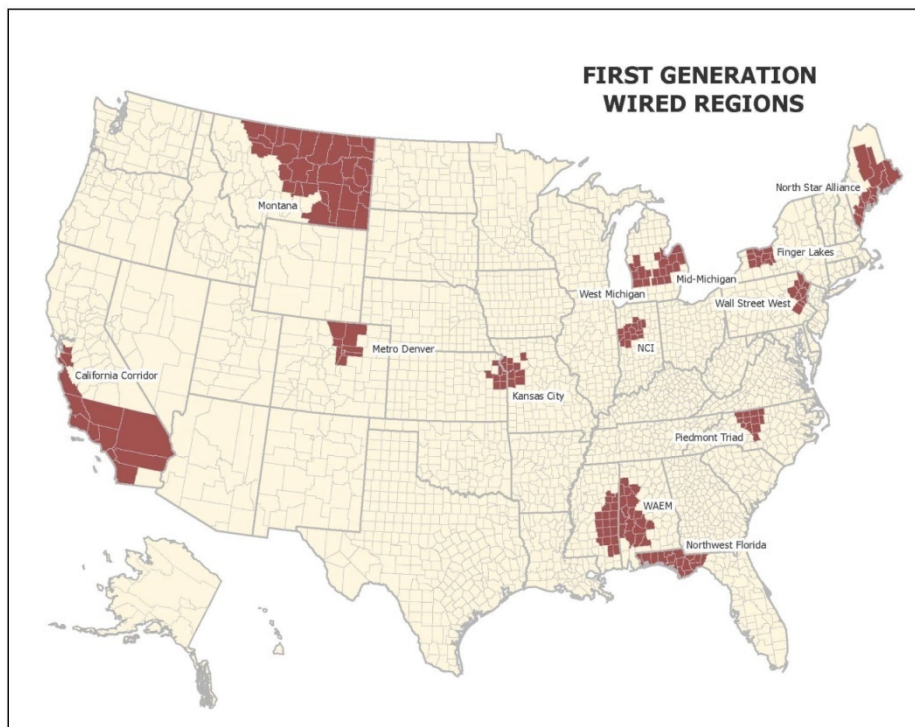 FIRST GENERATION
WIRED REGIONS
North Star Alliance
Montana
Finger Lakes
Mid-Michigan
West Michigan
Wall Street West
NCI
Metro Denver
California Corridor
Kansas City
Piedmont Triad
WAEM
Northwest Florida